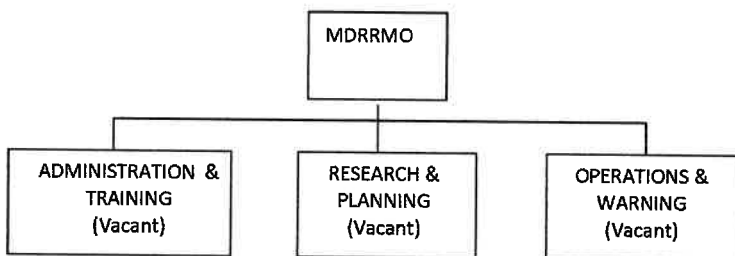 MDRRMO
ADMINISTRATION &
TRAINING
(Vacant)
RESEARCH &
PLANNING
(Vacant)
OPERATIONS &
WARNING
(Vacant)